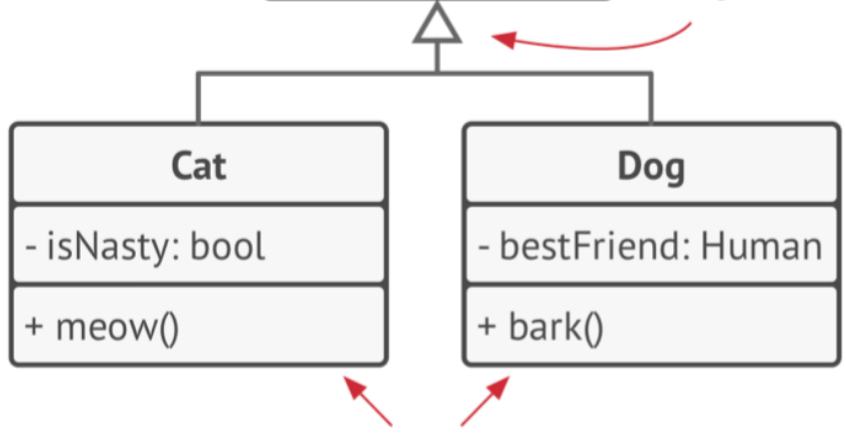 Cat
- isNasty: bool
+ meow()
Dog
- bestFriend: Human
+ bark()